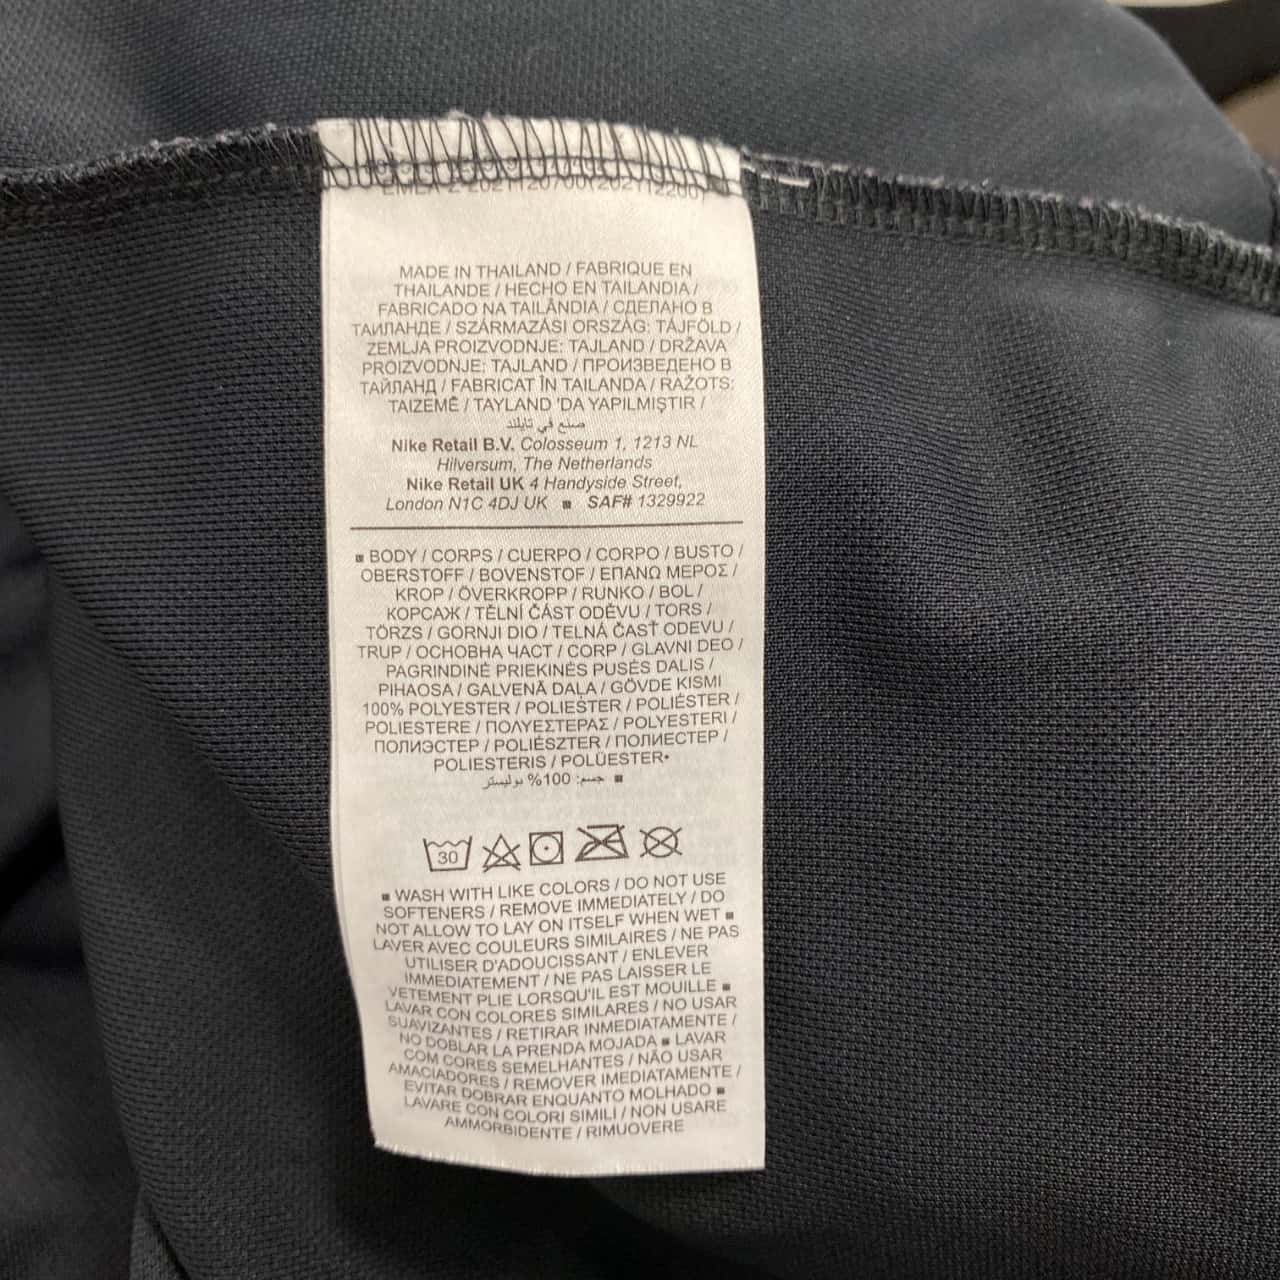 MADE IN THAILAND / FABRIQUE EN
THAILANDE / HECHO EN TAILANDIA /
FABRICADO NA TAILÂNDIA / СДЕЛАНО В
ТАИЛАНДЕ / SZÁRMAZÁSI ORSZÁG: TÁJFÖLD /
ZEMLJA PROIZVODNJE: TAJLAND / DRŽAVA
PROIZVODNJE: TAJLAND / ПРОИЗВЕДЕНО В
ТАЙЛАНД / FABRICAT ÎN TAILANDA / RAŽOTS:
TAIZEMĒ / TAYLAND 'DA YAPILMIŞTIR /
صنع في تايلند
Nike Retail B.V. Colosseum 1, 1213 NL
Hilversum, The Netherlands
Nike Retail UK 4 Handyside Street,
London N1C 4DJ UK ■ SAF# 1329922
■ BODY / CORPS / CUERPO / CORPO / BUSTO /
OBERSTOFF / BOVENSTOF / ΕΠΑΝΩ ΜΕΡΟΣ /
KROP / ÖVERKROPP / RUNKO / BOL /
КОРСАЖ / TĚLNÍ ČÁST ODĚVU / TORS /
TÖRZS / GORNJI DIO / TELNÁ ČASŤ ODEVU /
TRUP / ОСНОВНА ЧАСТ / CORP / GLAVNI DEO /
PAGRINDINĖ PRIEKINĖS PUSĖS DALIS /
PIHAOSA / GALVENĀ DAĻA / GÖVDE KISMI
100% POLYESTER / POLIESTER / POLIÉSTER /
POLIESTERE / ΠΟΛΥΕΣΤΕΡΑΣ / POLYESTERI /
ПОЛИЭСТЕР / POLIÉSZTER / ПОЛИЕСТЕР /
POLIESTERIS / POLÜESTER•
■ جسم: 100% بوليستر
30
■ WASH WITH LIKE COLORS / DO NOT USE
SOFTENERS / REMOVE IMMEDIATELY / DO
NOT ALLOW TO LAY ON ITSELF WHEN WET ■
LAVER AVEC COULEURS SIMILAIRES / NE PAS
UTILISER D'ADOUCISSANT / ENLEVER
IMMEDIATEMENT / NE PAS LAISSER LE
VETEMENT PLIE LORSQU'IL EST MOUILLE ■
LAVAR CON COLORES SIMILARES / NO USAR
SUAVIZANTES / RETIRAR INMEDIATAMENTE /
NO DOBLAR LA PRENDA MOJADA ■ LAVAR
COM CORES SEMELHANTES / NÃO USAR
AMACIADORES / REMOVER IMEDIATAMENTE /
EVITAR DOBRAR ENQUANTO MOLHADO ■
LAVARE CON COLORI SIMILI / NON USARE
AMMORBIDENTE / RIMUOVERE